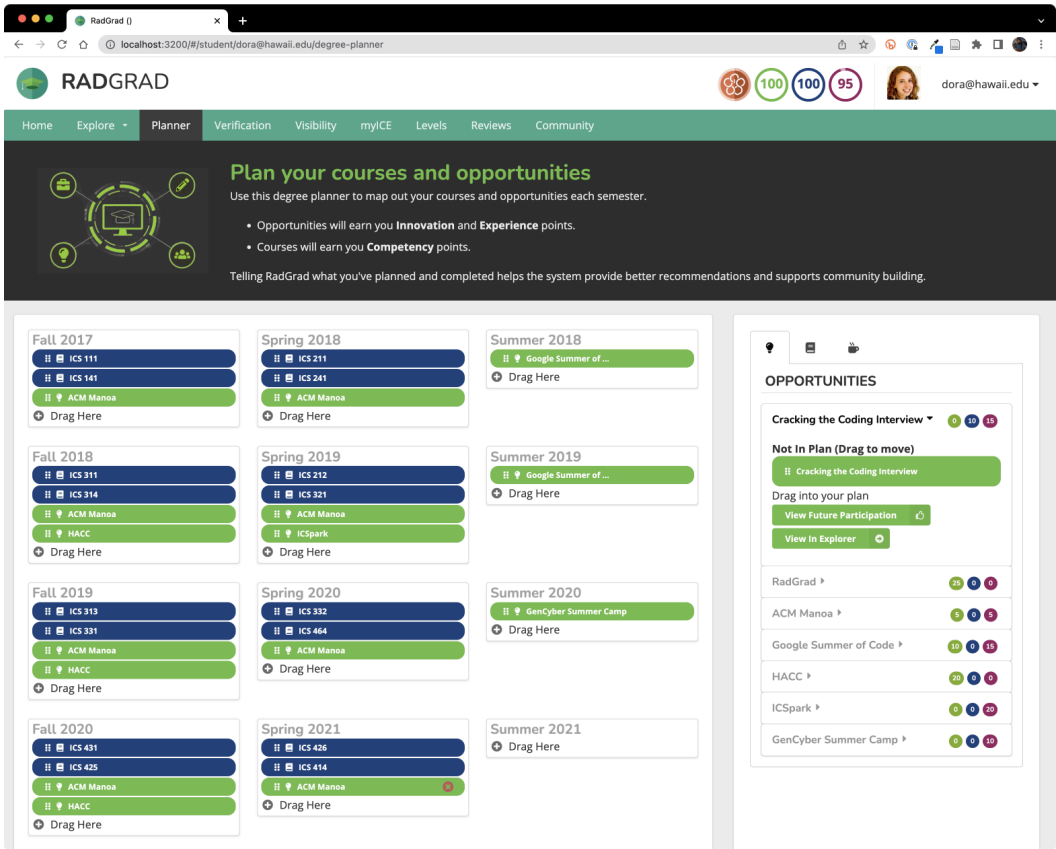 RadGrad ()
localhost:3200/#/student/dora@hawaii.edu/degree-planner
RADGRAD
100 100 95
dora@hawaii.edu
Home Explore Planner Verification Visibility myICE Levels Reviews Community
Plan your courses and opportunities
Use this degree planner to map out your courses and opportunities each semester.
• Opportunities will earn you Innovation and Experience points.
• Courses will earn you Competency points.
Telling RadGrad what you've planned and completed helps the system provide better recommendations and supports community building.
Fall 2017
ICS 111
ICS 141
ACM Manoa
Drag Here
Spring 2018
ICS 211
ICS 241
ACM Manoa
Drag Here
Summer 2018
Google Summer of ...
Drag Here
Fall 2018
ICS 311
ICS 314
ACM Manoa
HACC
Drag Here
Spring 2019
ICS 212
ICS 321
ACM Manoa
ICSpark
Drag Here
Summer 2019
Google Summer of ...
Drag Here
Fall 2019
ICS 313
ICS 331
ACM Manoa
HACC
Drag Here
Spring 2020
ICS 332
ICS 464
ACM Manoa
Drag Here
Summer 2020
GenCyber Summer Camp
Drag Here
Fall 2020
ICS 431
ICS 425
ACM Manoa
HACC
Drag Here
Spring 2021
ICS 426
ICS 414
ACM Manoa
Drag Here
Summer 2021
Drag Here
OPPORTUNITIES
Cracking the Coding Interview 0 10 15
Not In Plan (Drag to move)
Cracking the Coding Interview
Drag into your plan
View Future Participation
View In Explorer
RadGrad 25 0 0
ACM Manoa 5 0 5
Google Summer of Code 10 0 15
HACC 20 0 0
ICSpark 0 0 20
GenCyber Summer Camp 0 0 10